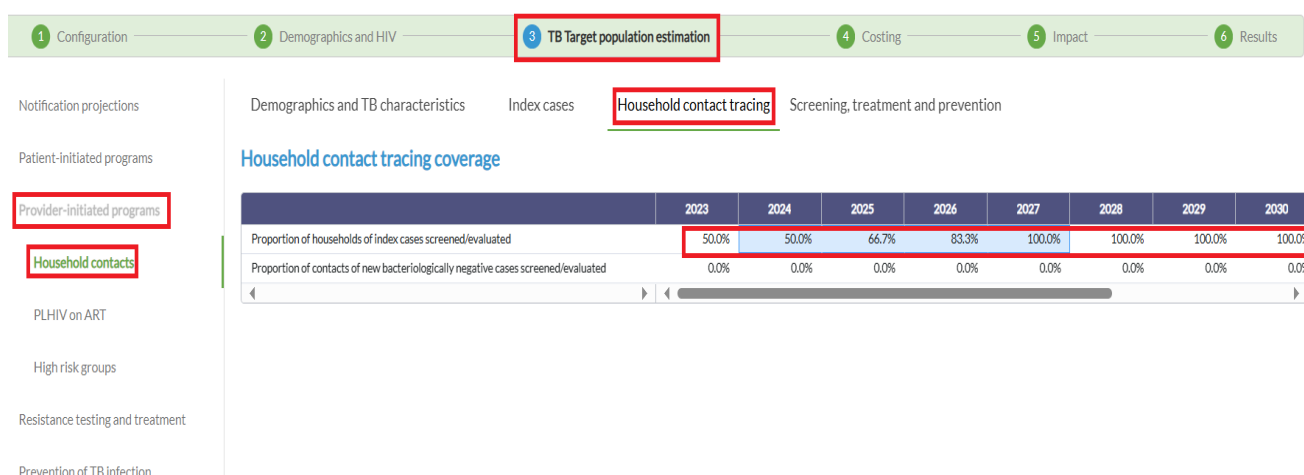 1 Configuration 2 Demographics and HIV 3 TB Target population estimation 4 Costing 5 Impact 6 Results
Notification projections
Patient-initiated programs
Provider-initiated programs
Household contacts
PLHIV on ART
High risk groups
Resistance testing and treatment
Prevention of TB infection
Demographics and TB characteristics Index cases Household contact tracing Screening, treatment and prevention
Household contact tracing coverage
2023 2024 2025 2026 2027 2028 2029 2030
Proportion of households of index cases screened/evaluated 50.0% 50.0% 66.7% 83.3% 100.0% 100.0% 100.0% 100.0%
Proportion of contacts of new bacteriologically negative cases screened/evaluated 0.0% 0.0% 0.0% 0.0% 0.0% 0.0% 0.0% 0.0%